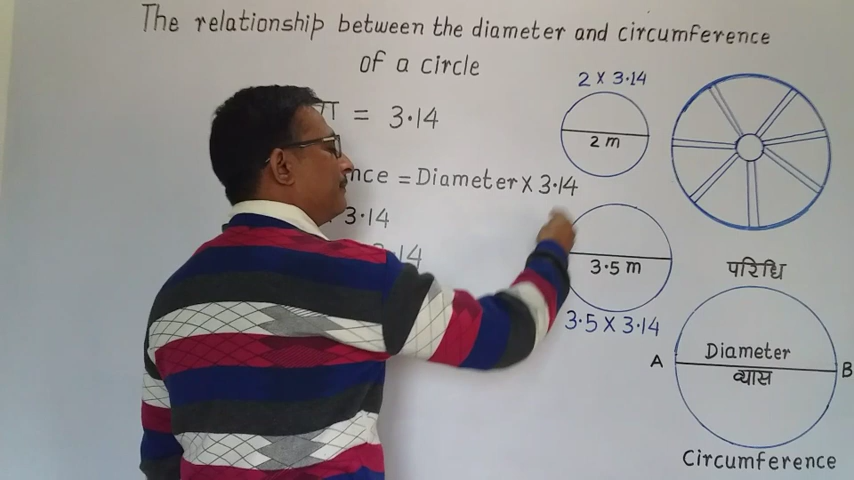 The relationship between the diameter and circumference
of a circle
π = 3.14
nce = Diameter X 3.14
3.14
3.14
2 X 3.14
2 m
3.5 m
3.5 X 3.14
परिधि
A Diameter B
व्यास
Circumference